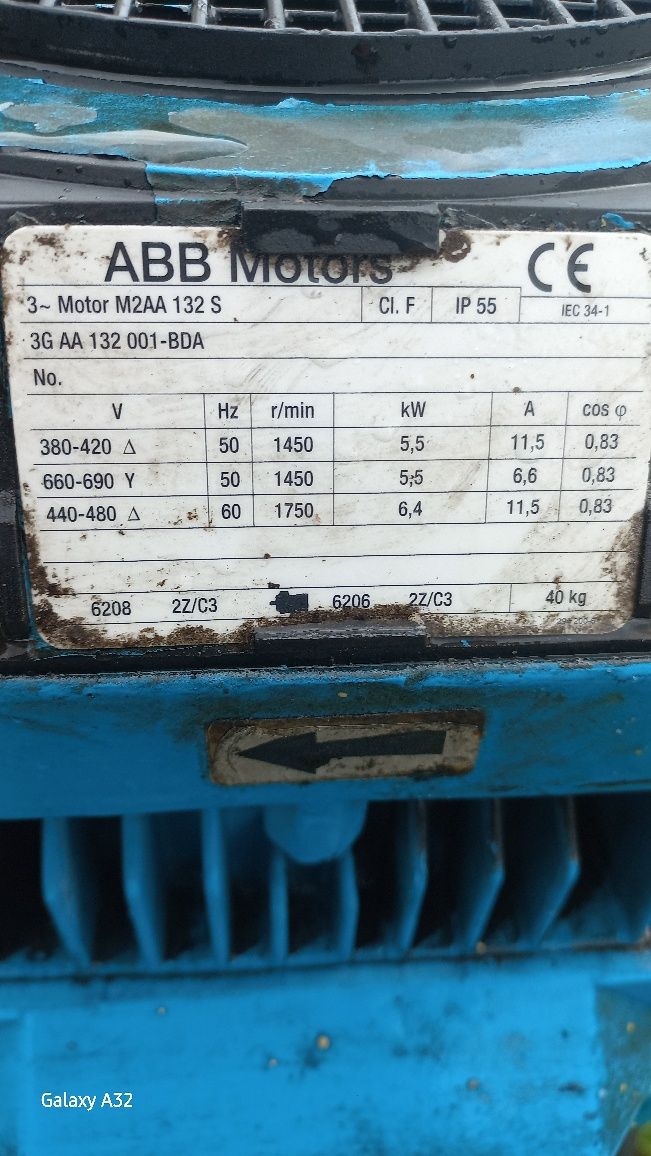 ABB Motors CE
3~ Motor M2AA 132 S Cl. F IP 55 IEC 34-1
3G AA 132 001-BDA
No.
V Hz r/min kW A cos φ
380-420 Δ 50 1450 5,5 11,5 0,83
660-690 Y 50 1450 5,5 6,6 0,83
440-480 Δ 60 1750 6,4 11,5 0,83
6208 2Z/C3 6206 2Z/C3 40 kg
Galaxy A32